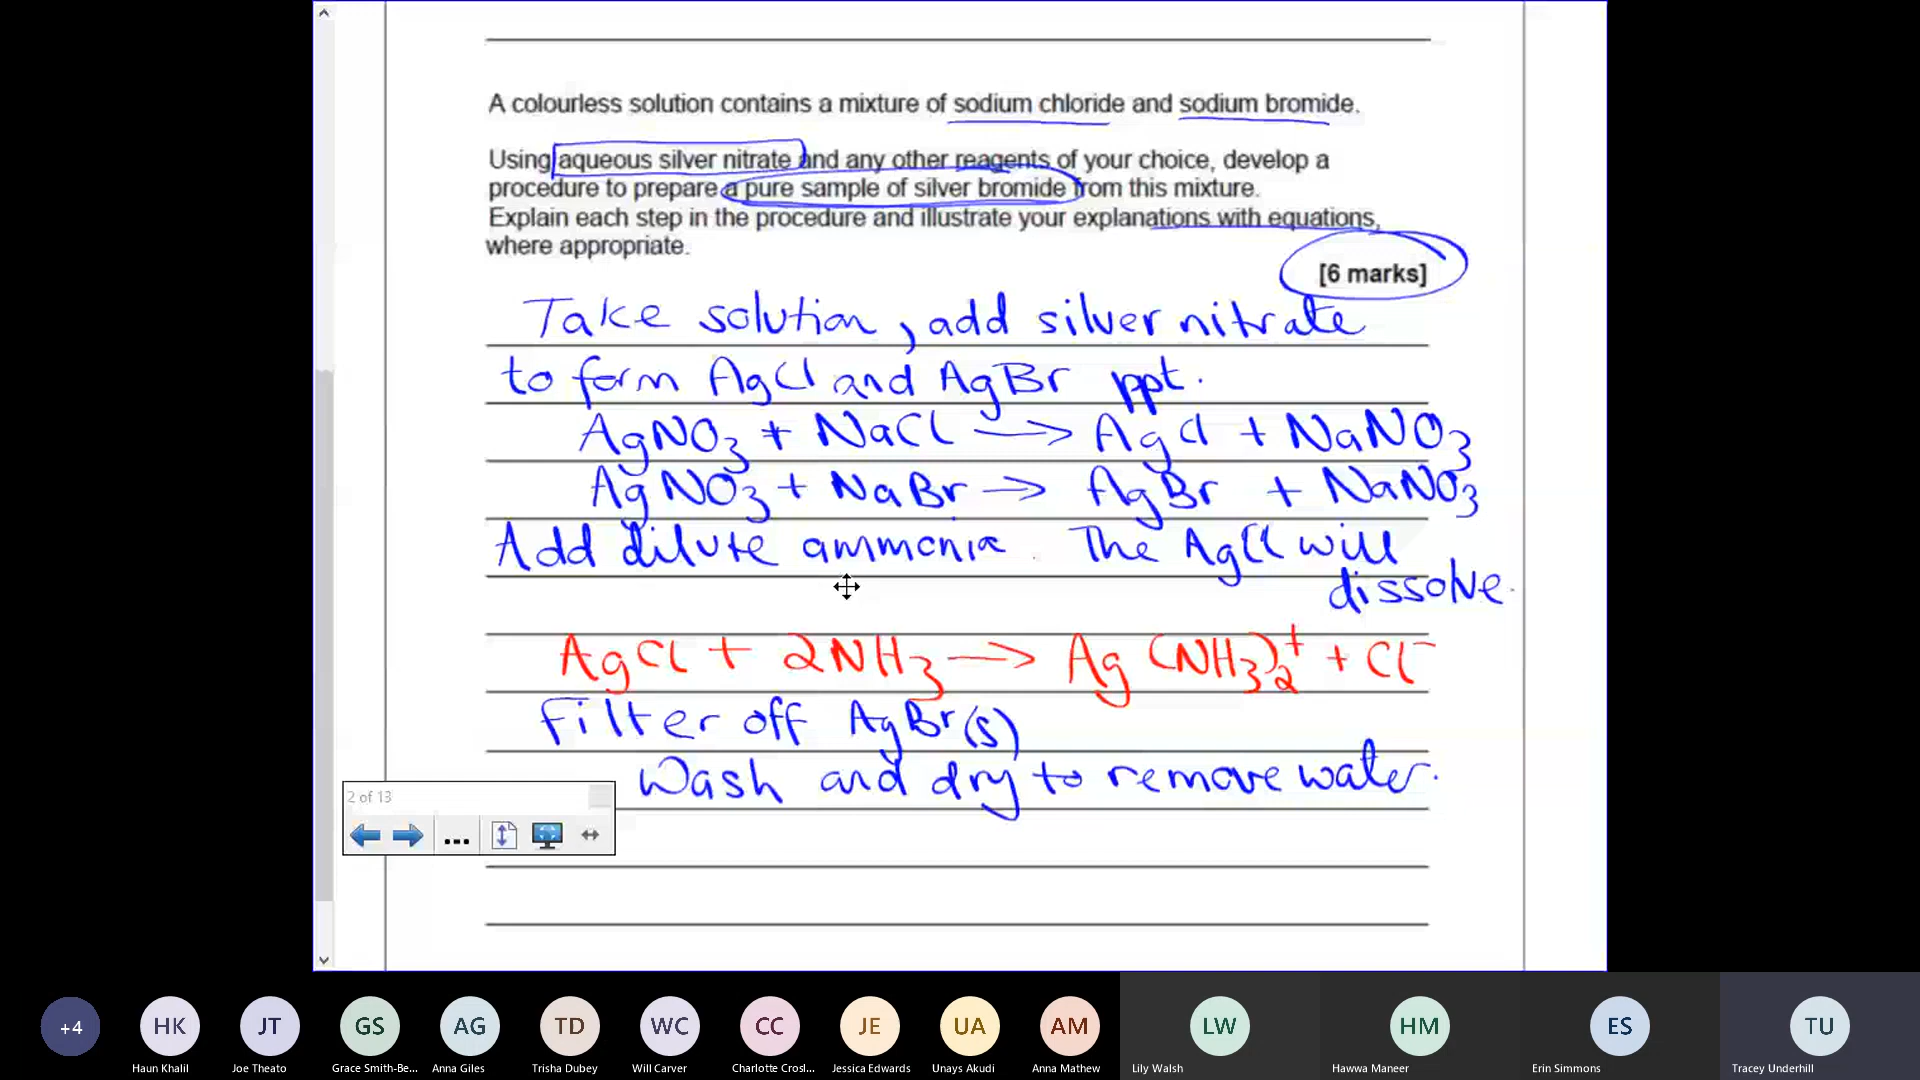 A colourless solution contains a mixture of sodium chloride and sodium bromide.
Using aqueous silver nitrate and any other reagents of your choice, develop a
procedure to prepare a pure sample of silver bromide from this mixture.
Explain each step in the procedure and illustrate your explanations with equations,
where appropriate.
[6 marks]
Take solution, add silver nitrate
to form AgCl and AgBr ppt.
AgNO3 + NaCl → AgCl + NaNO3
AgNO3 + NaBr → AgBr + NaNO3
Add dilute ammonia. The AgCl will
dissolve.
AgCl + 2NH3 → Ag(NH3)2+ + Cl-
Filter off AgBr(s)
Wash and dry to remove water.
2 of 13
...
+4 HK JT GS AG TD WC CC JE UA AM LW HM ES TU
Haun Khalil Joe Theato Grace Smith-Be... Anna Giles Trisha Dubey Will Carver Charlotte Crosl... Jessica Edwards Unays Akudi Anna Mathew Lily Walsh Hawwa Maneer Erin Simmons Tracey Underhill